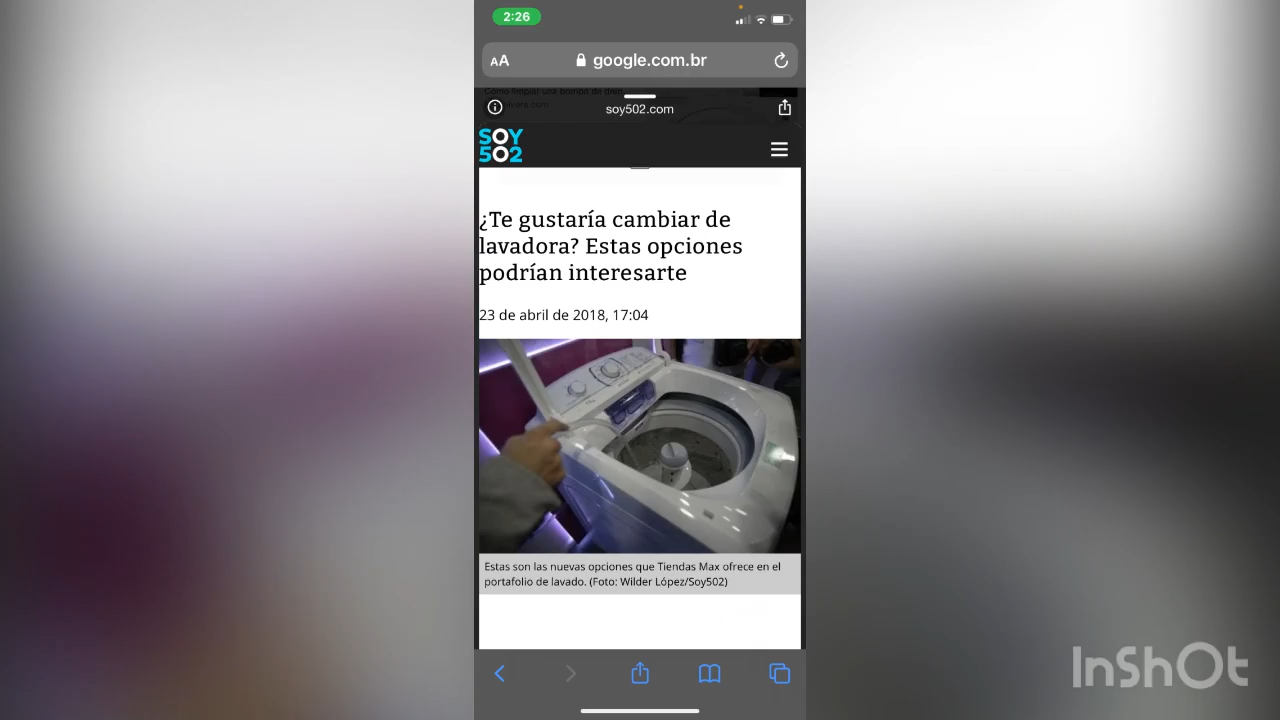 2:26
AA google.com.br
soy502.com
SOY
502
¿Te gustaría cambiar de
lavadora? Estas opciones
podrían interesarte
23 de abril de 2018, 17:04
Estas son las nuevas opciones que Tiendas Max ofrece en el
portafolio de lavado. (Foto: Wilder López/Soy502)
InShOt